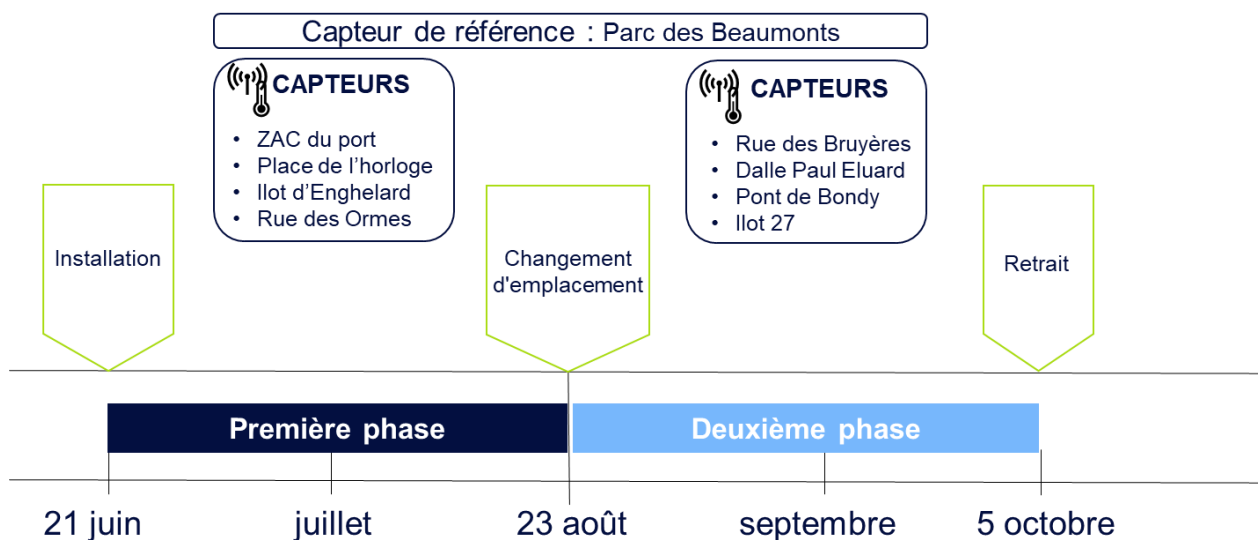 Capteur de référence : Parc des Beaumonts
CAPTEURS
• ZAC du port
• Place de l’horloge
• Ilot d’Enghelard
• Rue des Ormes
CAPTEURS
• Rue des Bruyères
• Dalle Paul Eluard
• Pont de Bondy
• Ilot 27
Installation
Changement
d'emplacement
Retrait
Première phase
Deuxième phase
21 juin
juillet
23 août
septembre
5 octobre